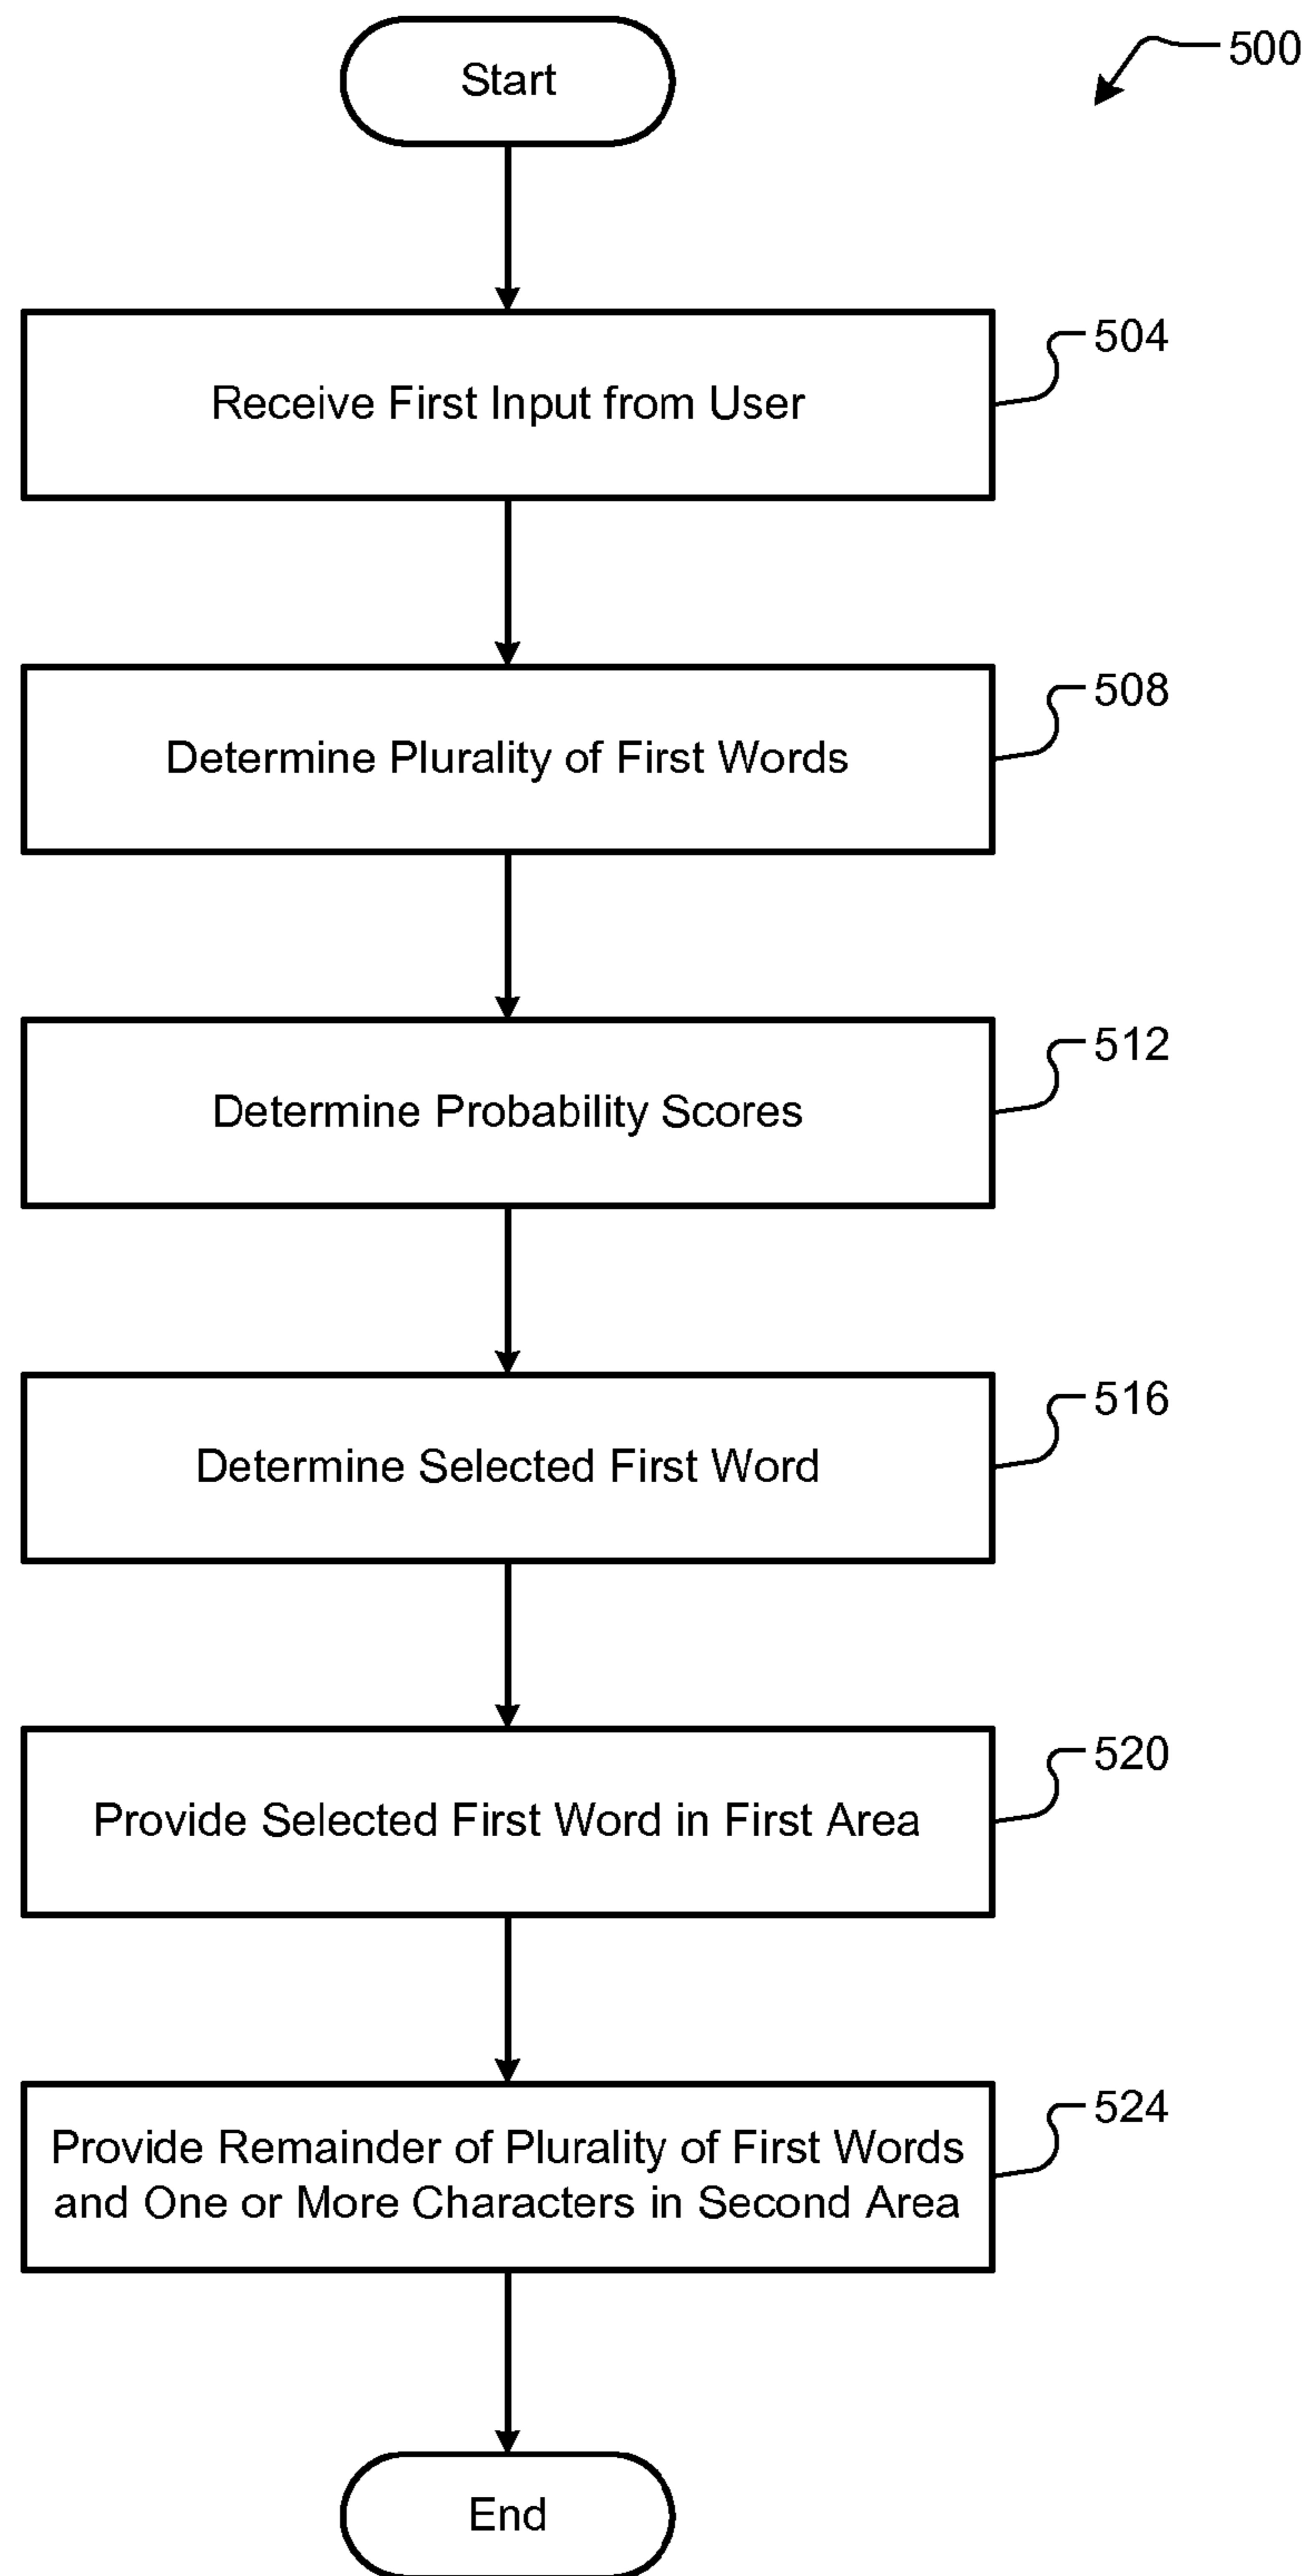 Start
500
Receive First Input from User
504
Determine Plurality of First Words
508
Determine Probability Scores
512
Determine Selected First Word
516
Provide Selected First Word in First Area
520
Provide Remainder of Plurality of First Words
and One or More Characters in Second Area
524
End